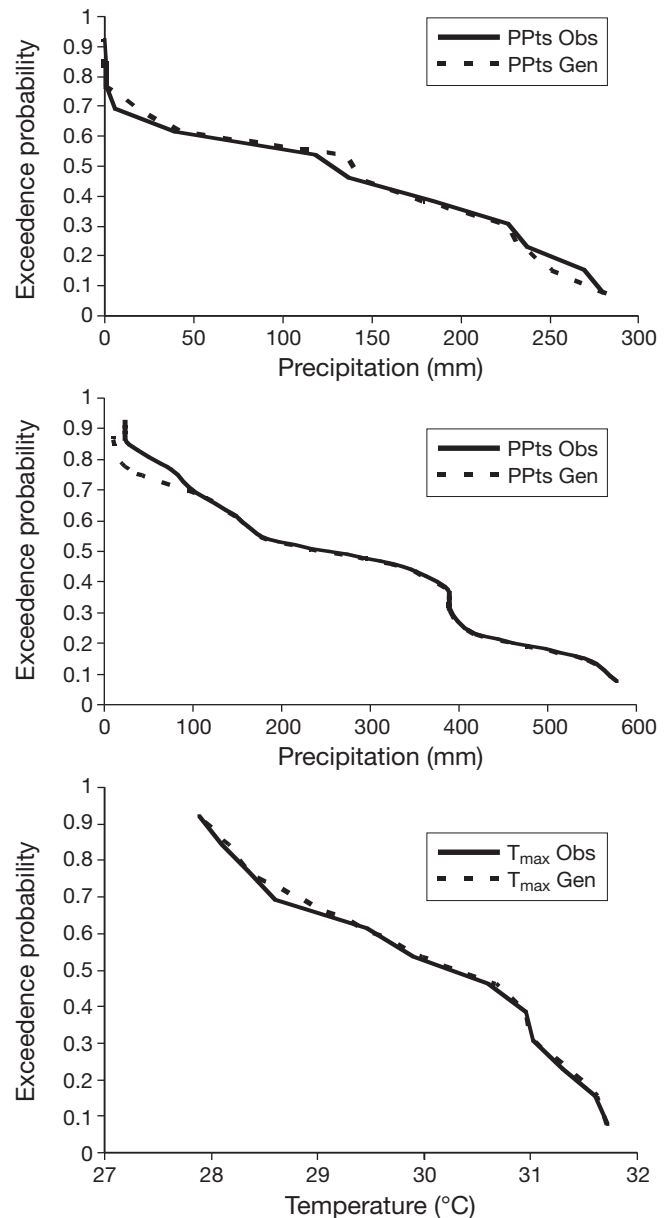 1
0.9
0.8
0.7
0.6
0.5
0.4
0.3
0.2
0.1
0
Exceedence probability
PPts Obs
PPts Gen
0 50 100 150 200 250 300
Precipitation (mm)
1
0.9
0.8
0.7
0.6
0.5
0.4
0.3
0.2
0.1
0
Exceedence probability
PPts Obs
PPts Gen
0 100 200 300 400 500 600
Precipitation (mm)
1
0.9
0.8
0.7
0.6
0.5
0.4
0.3
0.2
0.1
0
Exceedence probability
Tmax Obs
Tmax Gen
27 28 29 30 31 32
Temperature (°C)